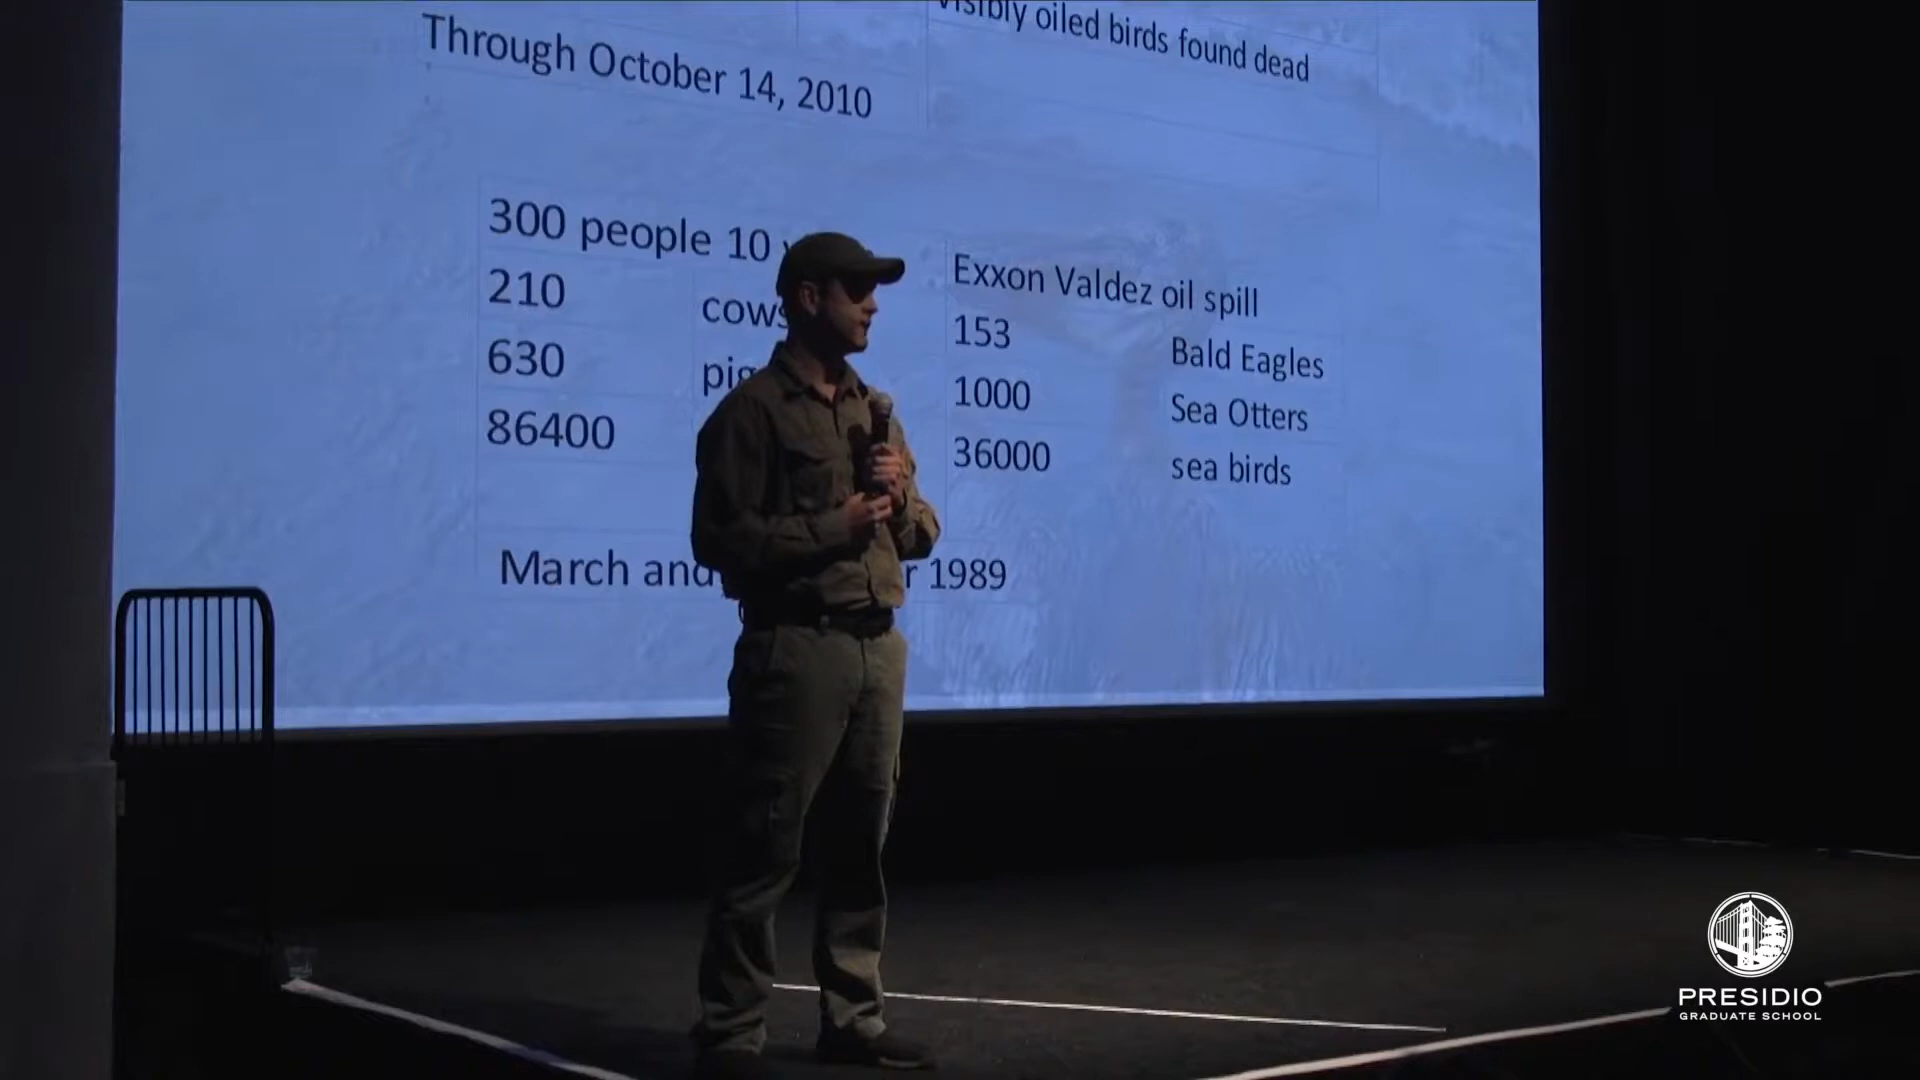 visibly oiled birds found dead
Through October 14, 2010
300 people 10
210 cows
630
86400
Exxon Valdez oil spill
153 Bald Eagles
1000 Sea Otters
36000 sea birds
March and
1989
PRESIDIO
GRADUATE SCHOOL